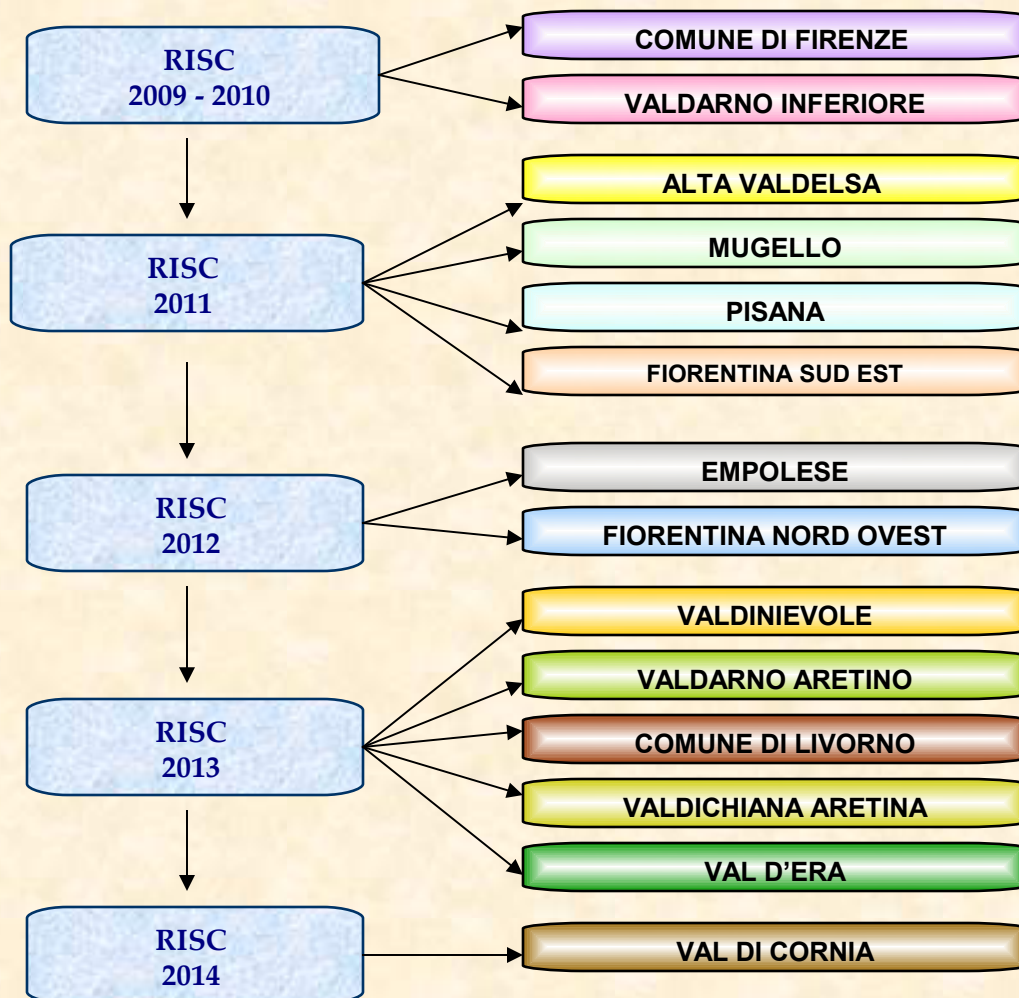 RISC
2009 - 2010
COMUNE DI FIRENZE
VALDARNO INFERIORE
RISC
2011
ALTA VALDELSA
MUGELLO
PISANA
FIORENTINA SUD EST
RISC
2012
EMPOLESE
FIORENTINA NORD OVEST
RISC
2013
VALDINIEVOLE
VALDARNO ARETINO
COMUNE DI LIVORNO
VALDICHIANA ARETINA
VAL D’ERA
RISC
2014
VAL DI CORNIA